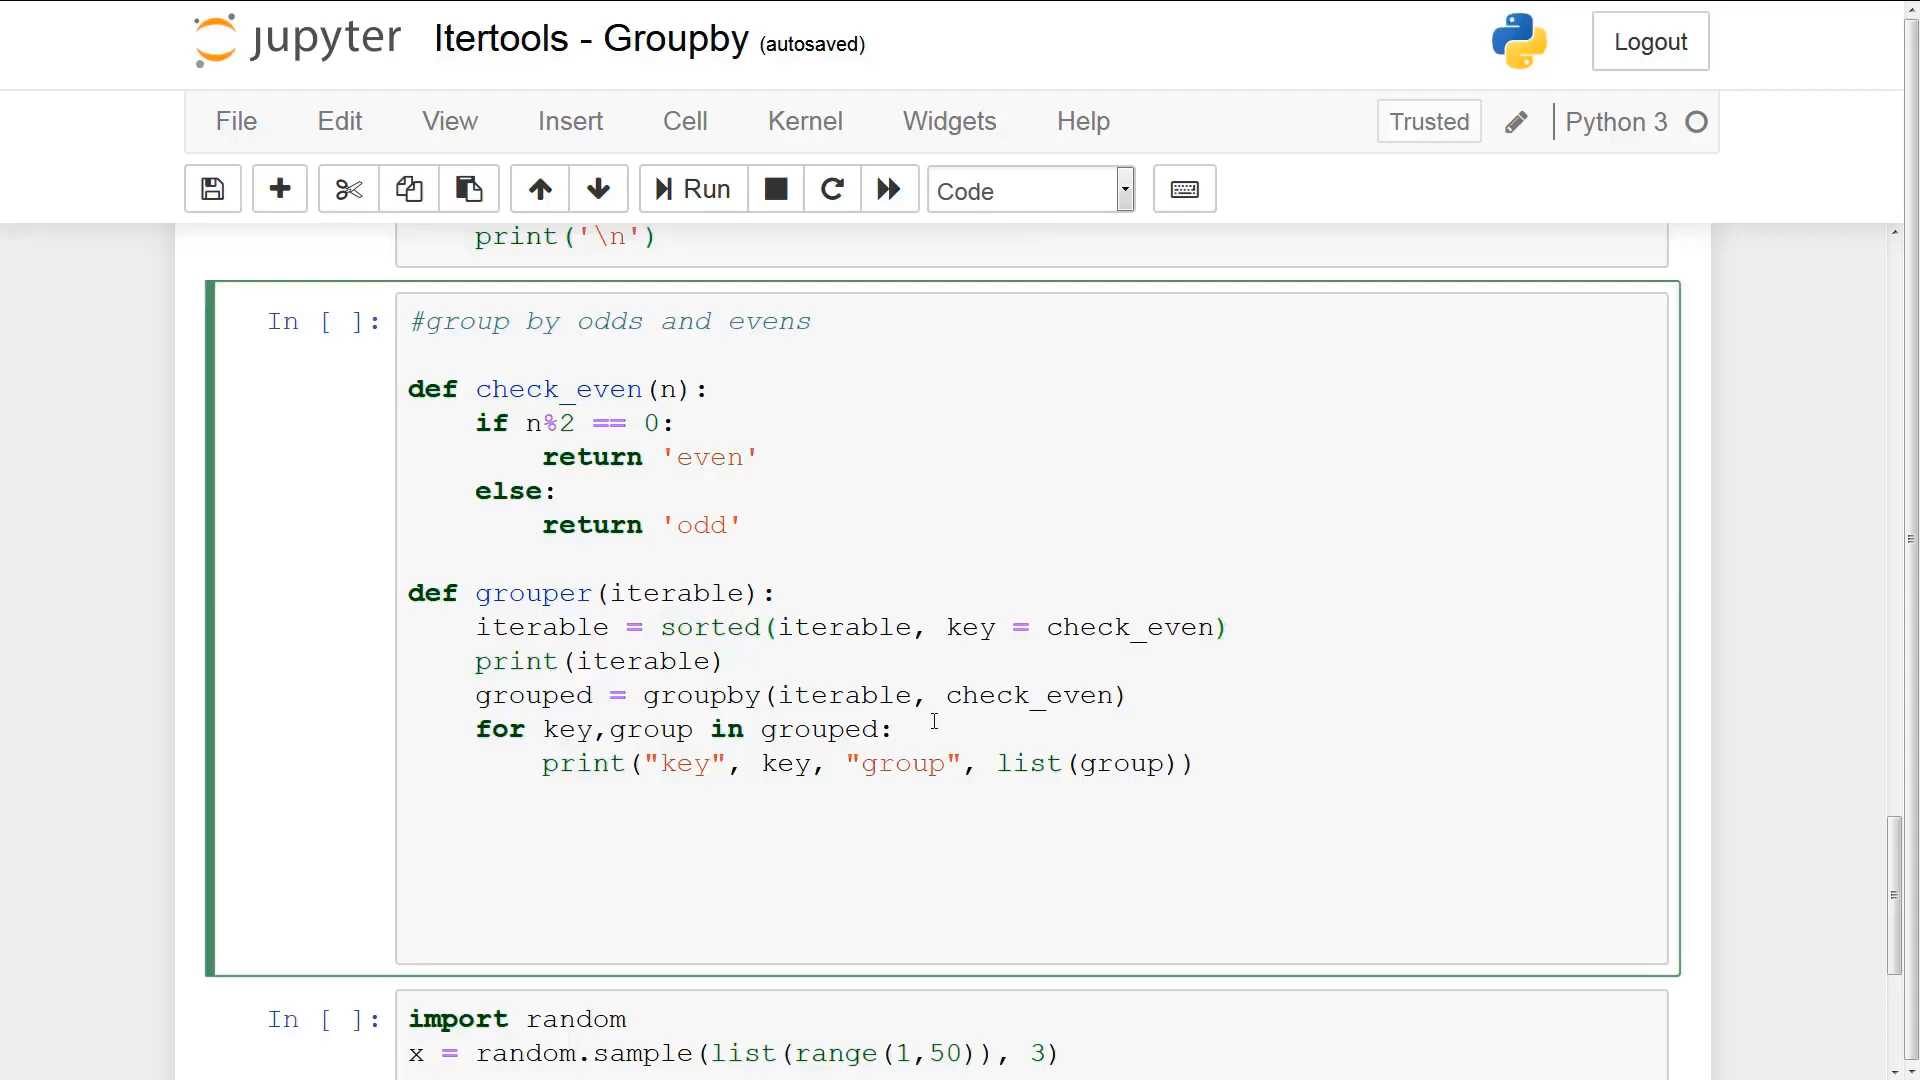 jupyter Itertools - Groupby (autosaved) Logout
File Edit View Insert Cell Kernel Widgets Help Trusted Python 3
Run Code
print('\n')
In [ ]: #group by odds and evens
def check_even(n):
if n%2 == 0:
return 'even'
else:
return 'odd'
def grouper(iterable):
iterable = sorted(iterable, key = check_even)
print(iterable)
grouped = groupby(iterable, check_even)
for key,group in grouped:
print("key", key, "group", list(group))
In [ ]: import random
x = random.sample(list(range(1,50)), 3)